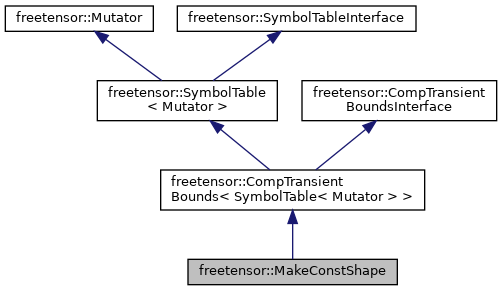 freetensor::Mutator
freetensor::SymbolTableInterface
freetensor::SymbolTable
< Mutator >
freetensor::CompTransient
BoundsInterface
freetensor::CompTransient
Bounds< SymbolTable< Mutator > >
freetensor::MakeConstShape